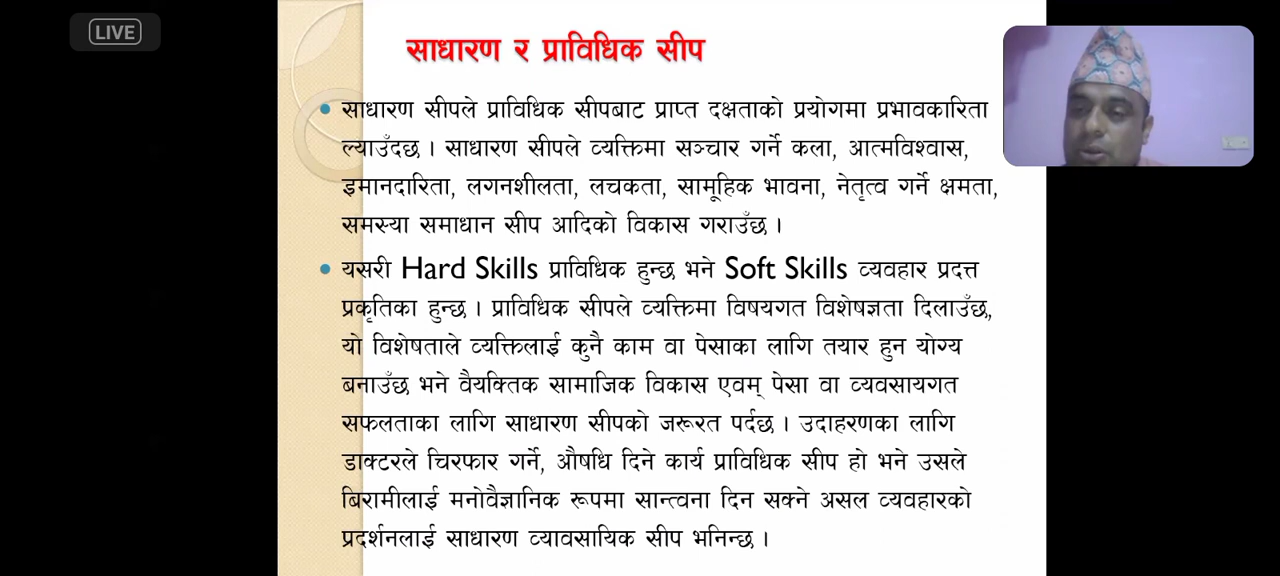 LIVE
साधारण र प्राविधिक सीप
साधारण सीपले प्राविधिक सीपबाट प्राप्त दक्षताको प्रयोगमा प्रभावकारिता
ल्याउँदछ । साधारण सीपले व्यक्तिमा सञ्चार गर्ने कला, आत्मविश्वास,
इमानदारिता, लगनशीलता, लचकता, सामूहिक भावना, नेतृत्व गर्ने क्षमता,
समस्या समाधान सीप आदिको विकास गराउँछ ।
यसरी Hard Skills प्राविधिक हुन्छ भने Soft Skills व्यवहार प्रदत्त
प्रकृतिका हुन्छ । प्राविधिक सीपले व्यक्तिमा विषयगत विशेषज्ञता दिलाउँछ,
यो विशेषताले व्यक्तिलाई कुनै काम वा पेसाका लागि तयार हुन योग्य
बनाउँछ भने वैयक्तिक सामाजिक विकास एवम् पेसा वा व्यवसायगत
सफलताका लागि साधारण सीपको जरूरत पर्दछ । उदाहरणका लागि
डाक्टरले चिरफार गर्ने, औषधि दिने कार्य प्राविधिक सीप हो भने उसले
बिरामीलाई मनोवैज्ञानिक रूपमा सान्त्वना दिन सक्ने असल व्यवहारको
प्रदर्शनलाई साधारण व्यावसायिक सीप भनिन्छ ।